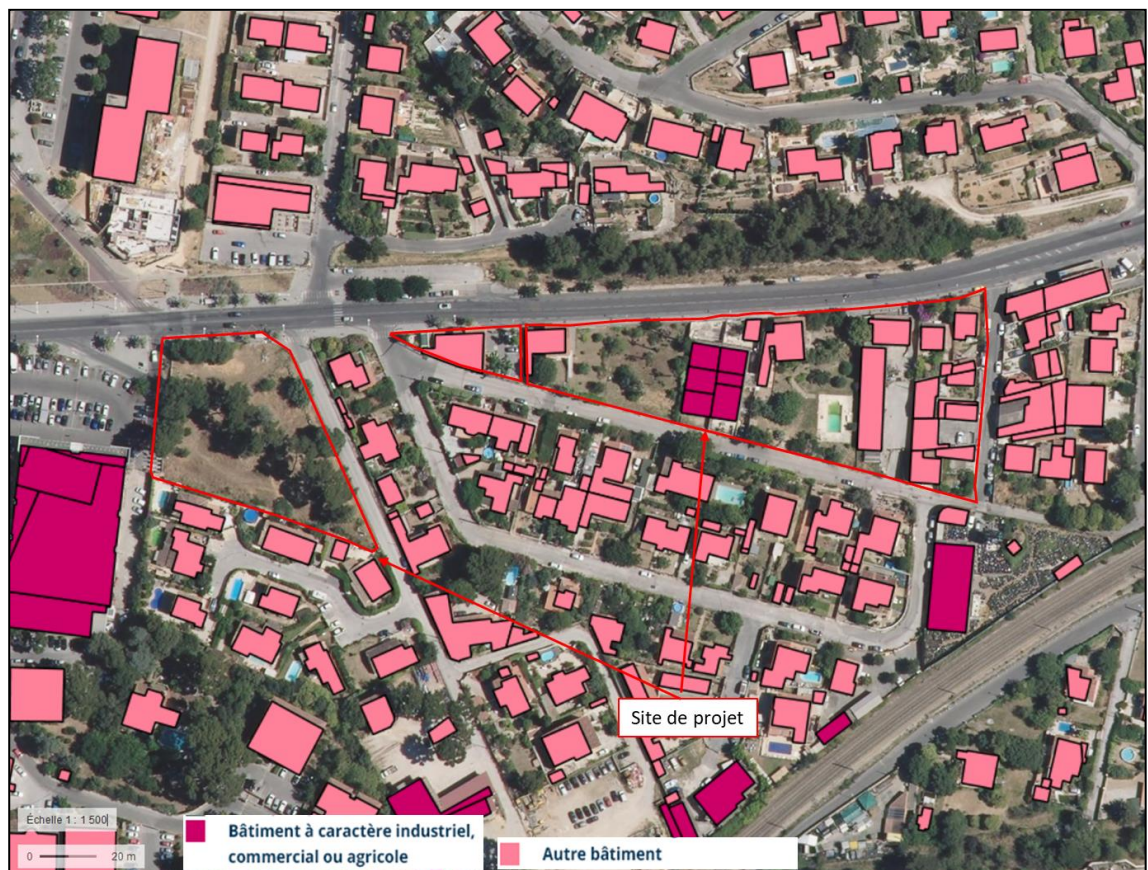 Site de projet
Échelle 1 : 1 500
0 20 m
Bâtiment à caractère industriel,
commercial ou agricole
Autre bâtiment